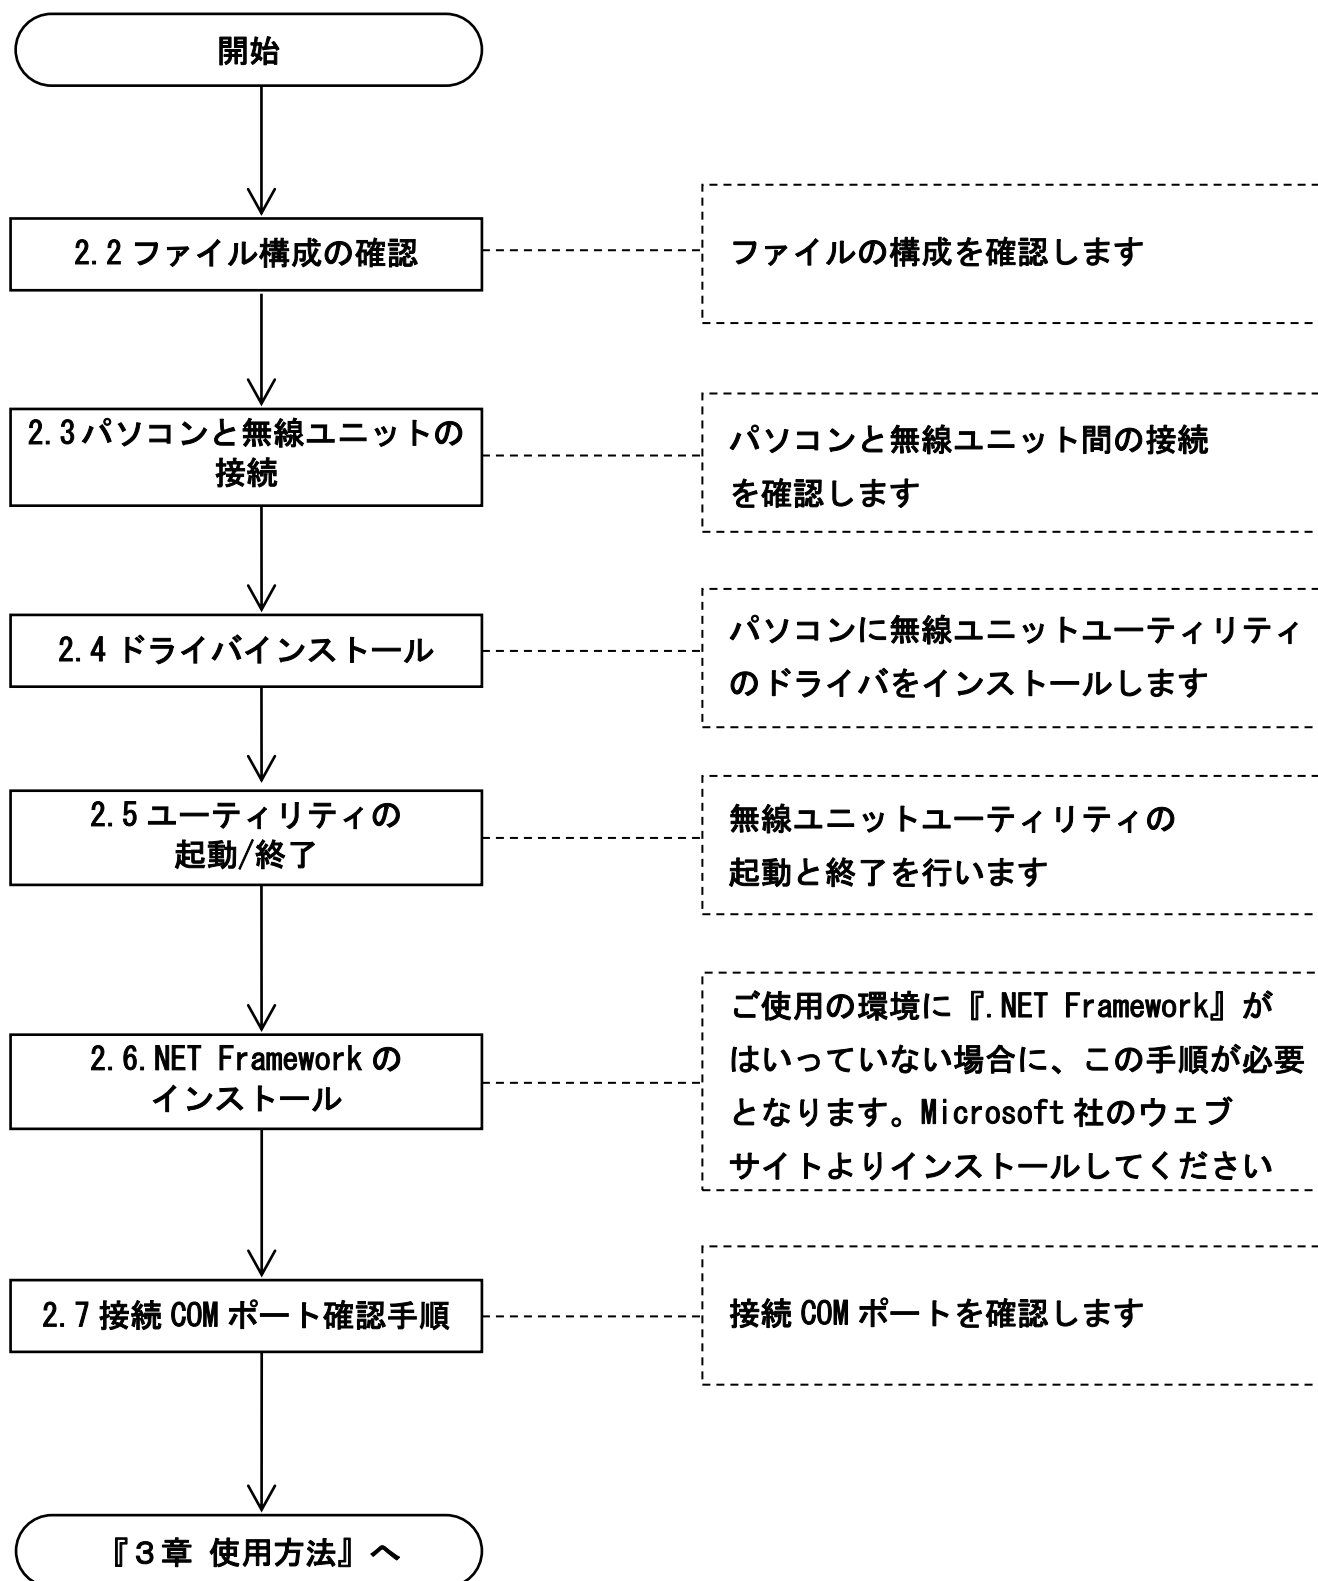 開始
2.2 ファイル構成の確認
ファイルの構成を確認します
2.3 パソコンと無線ユニットの
接続
パソコンと無線ユニット間の接続
を確認します
2.4 ドライバインストール
パソコンに無線ユニットユーティリティ
のドライバをインストールします
2.5 ユーティリティの
起動/終了
無線ユニットユーティリティの
起動と終了を行います
2.6.NET Framework の
インストール
ご使用の環境に『.NET Framework』が
はいっていない場合に、この手順が必要
となります。Microsoft 社のウェブ
サイトよりインストールしてください
2.7 接続 COM ポート確認手順
接続 COM ポートを確認します
『３章 使用方法』へ